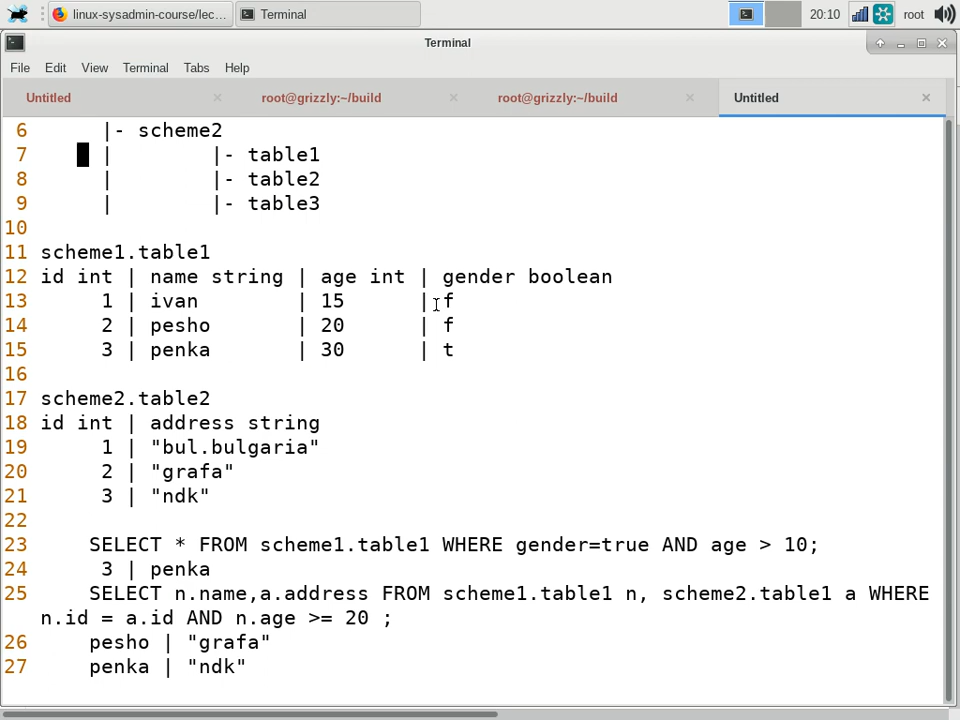 linux-sysadmin-course/lec...
Terminal
20:10
root
Terminal
File Edit View Terminal Tabs Help
Untitled
root@grizzly:~/build
root@grizzly:~/build
Untitled
6      |- scheme2
7      |        |- table1
8      |        |- table2
9      |        |- table3
10
11 scheme1.table1
12 id int | name string | age int | gender boolean
13      1 | ivan        | 15      | f
14      2 | pesho       | 20      | f
15      3 | penka       | 30      | t
16
17 scheme2.table2
18 id int | address string
19      1 | "bul.bulgaria"
20      2 | "grafa"
21      3 | "ndk"
22
23     SELECT * FROM scheme1.table1 WHERE gender=true AND age > 10;
24      3 | penka
25     SELECT n.name,a.address FROM scheme1.table1 n, scheme2.table1 a WHERE
n.id = a.id AND n.age >= 20 ;
26     pesho | "grafa"
27     penka | "ndk"